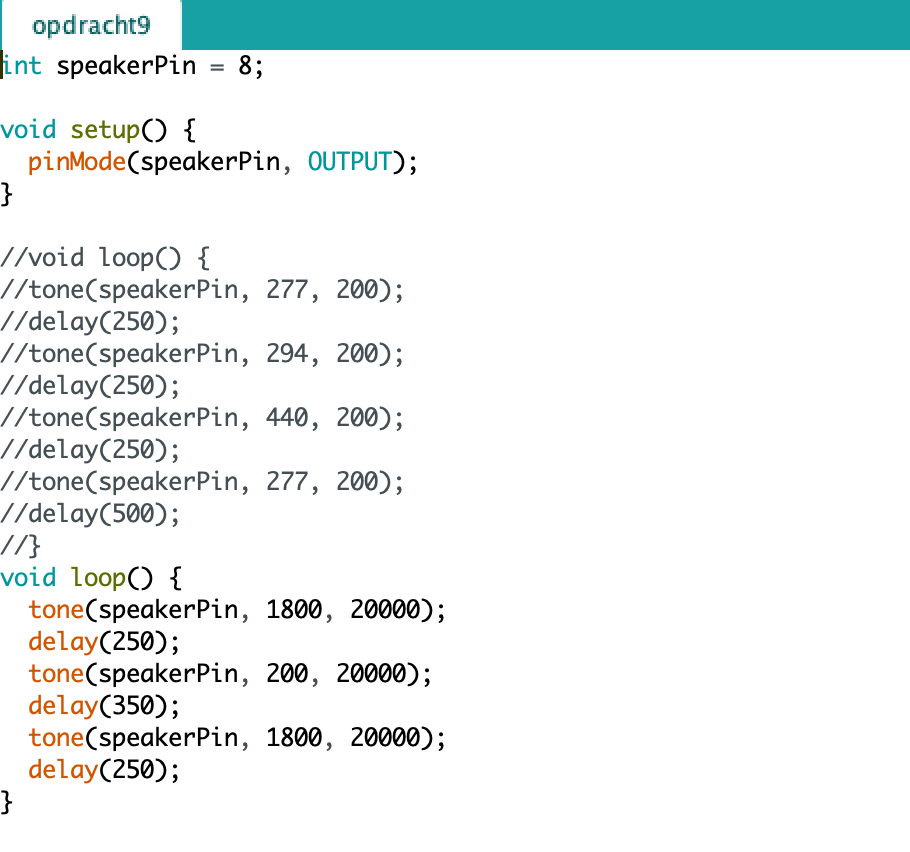 opdracht9
int speakerPin = 8;
void setup() {
  pinMode(speakerPin, OUTPUT);
}
//void loop() {
//tone(speakerPin, 277, 200);
//delay(250);
//tone(speakerPin, 294, 200);
//delay(250);
//tone(speakerPin, 440, 200);
//delay(250);
//tone(speakerPin, 277, 200);
//delay(500);
//}
void loop() {
  tone(speakerPin, 1800, 20000);
  delay(250);
  tone(speakerPin, 200, 20000);
  delay(350);
  tone(speakerPin, 1800, 20000);
  delay(250);
}